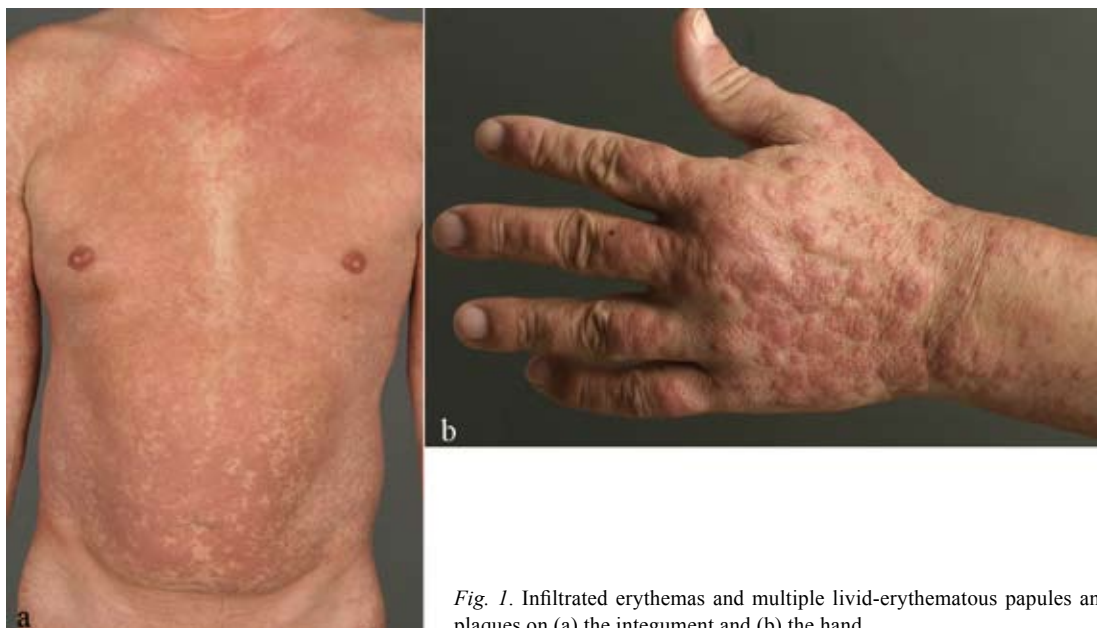 a
b
Fig. 1. Infiltrated erythemas and multiple livid-erythematous papules an
plaques on (a) the integument and (b) the hand